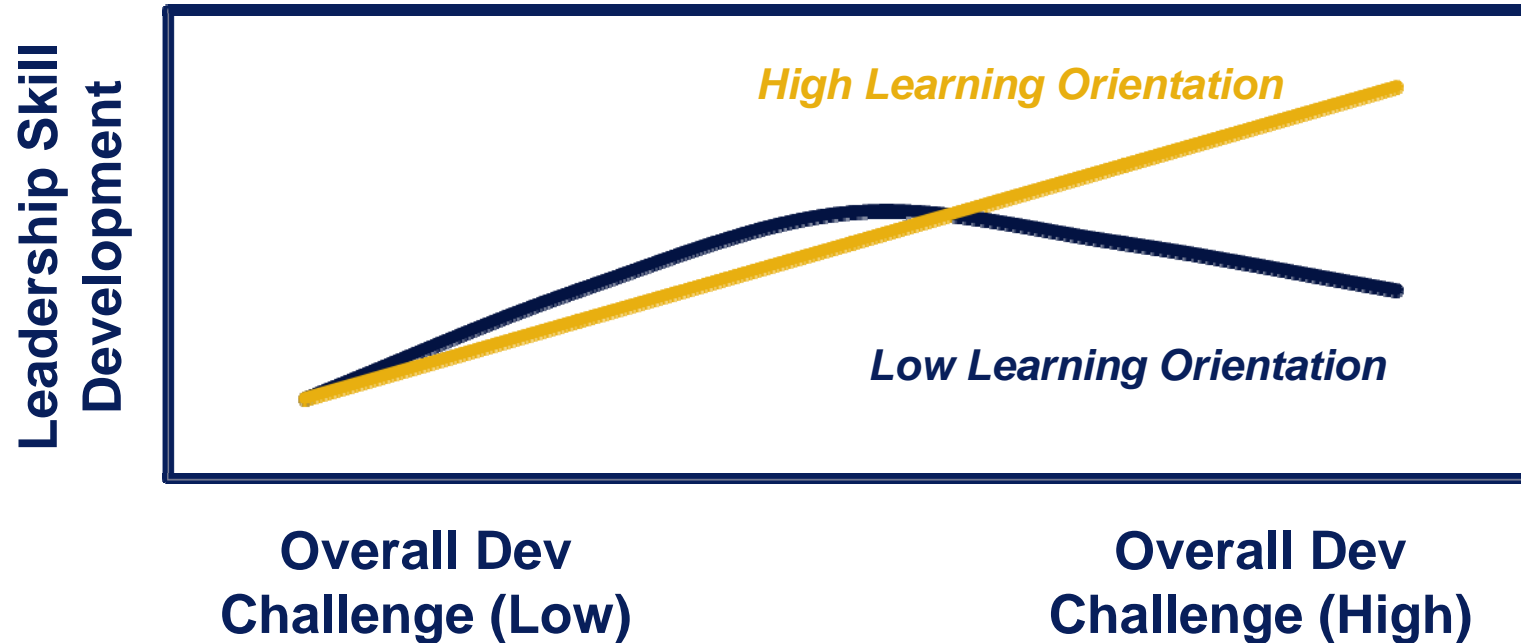 Leadership Skill
Development
High Learning Orientation
Low Learning Orientation
Overall Dev
Challenge (Low)
Overall Dev
Challenge (High)